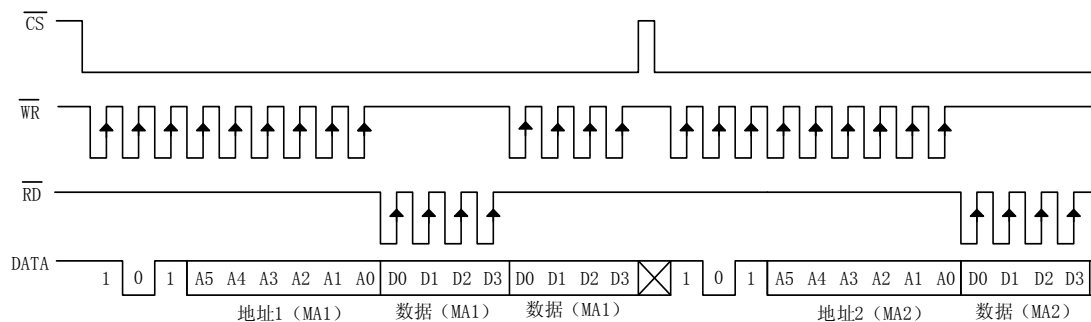 CS
WR
RD
DATA 1 0 1 A5 A4 A3 A2 A1 A0 D0 D1 D2 D3 D0 D1 D2 D3 1 0 1 A5 A4 A3 A2 A1 A0 D0 D1 D2 D3
地址1（MA1） 数据（MA1） 数据（MA1） 地址2（MA2） 数据（MA2）